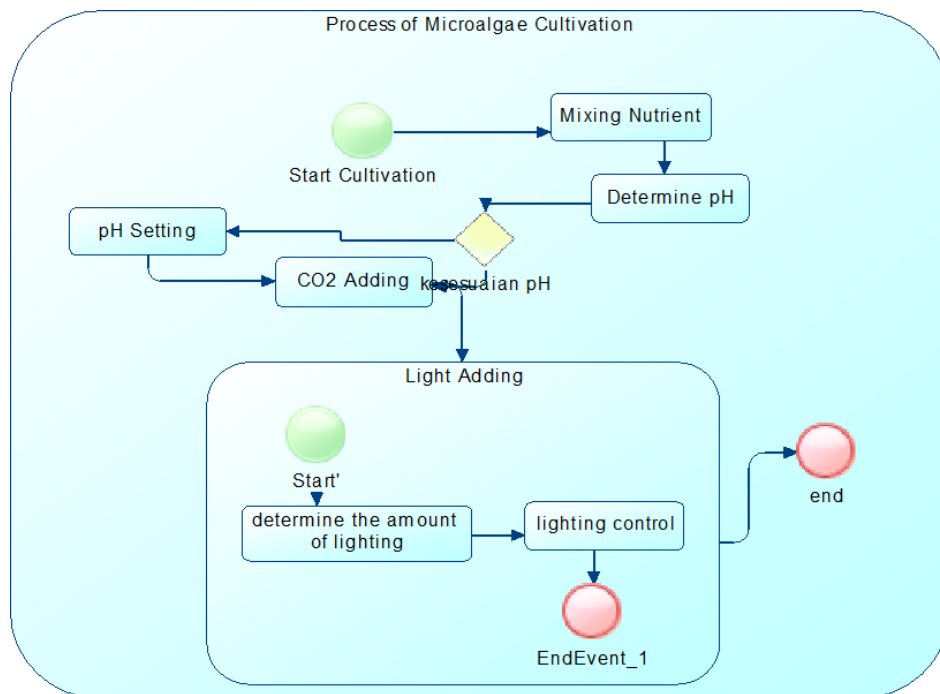 Process of Microalgae Cultivation
Mixing Nutrient
Start Cultivation
Determine pH
pH Setting
CO2 Adding
kesesuaian pH
Light Adding
Start'
determine the amount
of lighting
lighting control
end
EndEvent_1